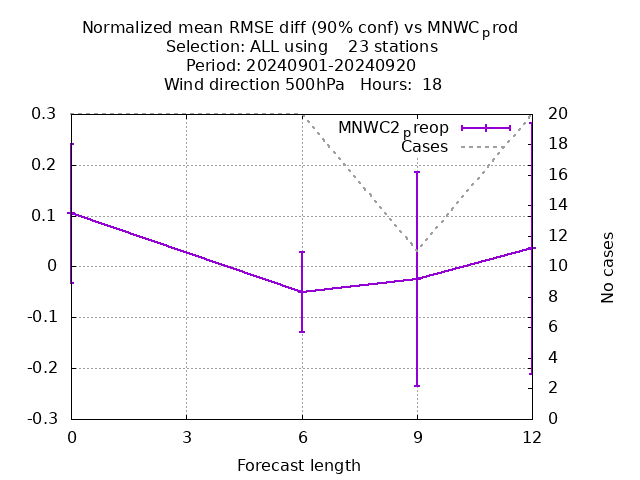 Normalized mean RMSE diff (90% conf) vs MNWCprod
Selection: ALL using    23 stations
Period: 20240901-20240920
Wind direction 500hPa   Hours:  18
0.3
0.2
0.1
0
-0.1
-0.2
-0.3
20
18
16
14
12
10
8
6
4
2
0
MNWC2preop
Cases
No cases
0
3
6
9
12
Forecast length